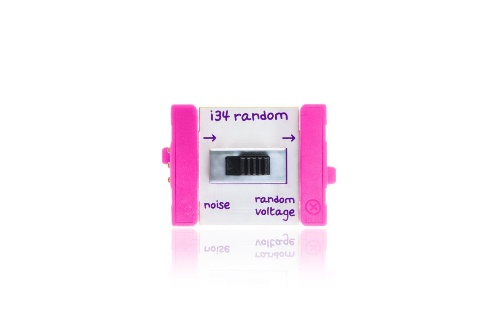 i34 random
→ →
noise
random
voltage